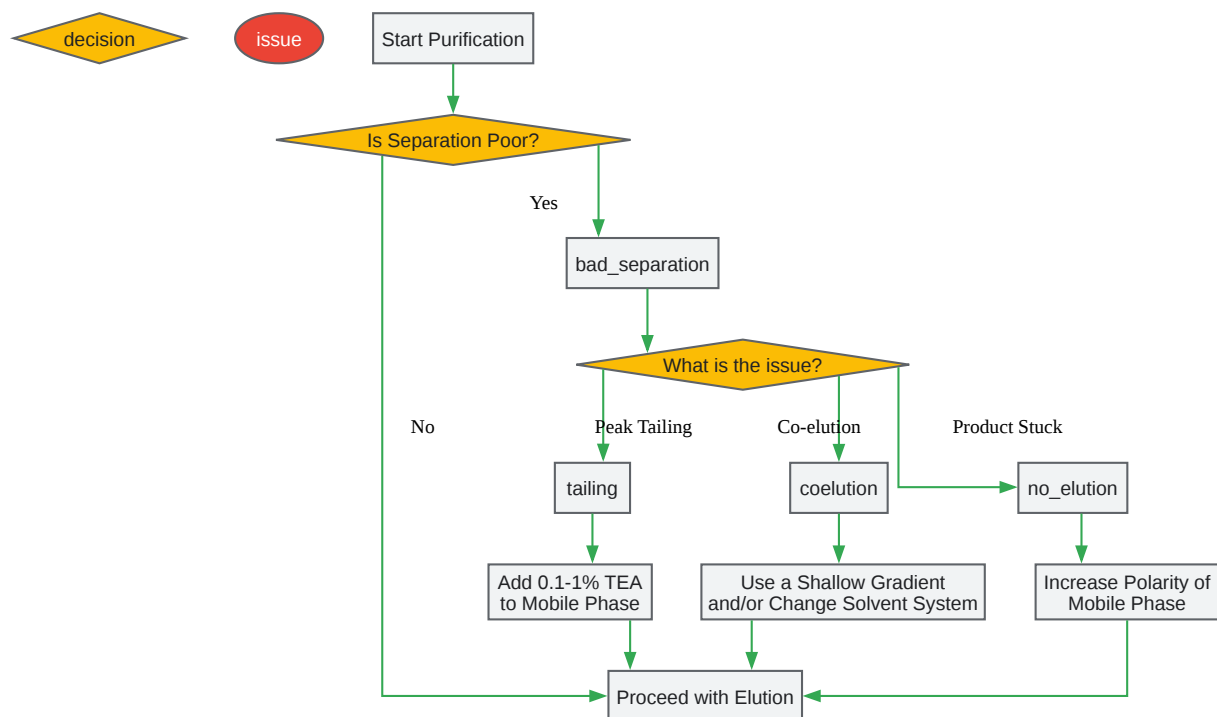 decision
issue
Start Purification
Is Separation Poor?
Yes
bad_separation
What is the issue?
No
Peak Tailing
Co-elution
Product Stuck
tailing
coelution
no_elution
Add 0.1-1% TEA
to Mobile Phase
Use a Shallow Gradient
and/or Change Solvent System
Increase Polarity of
Mobile Phase
Proceed with Elution